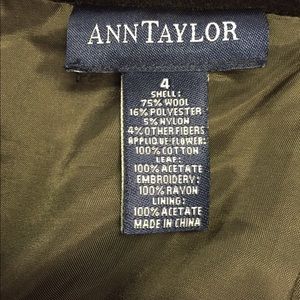 ANNTAYLOR
4
SHELL:
75% WOOL
16% POLYESTER
5% NYLON
4% OTHER FIBERS
APPLIQUE-FLOWER:
100% COTTON
LEAF:
100% ACETATE
EMBROIDERY:
100% RAYON
LINING:
100% ACETATE
MADE IN CHINA